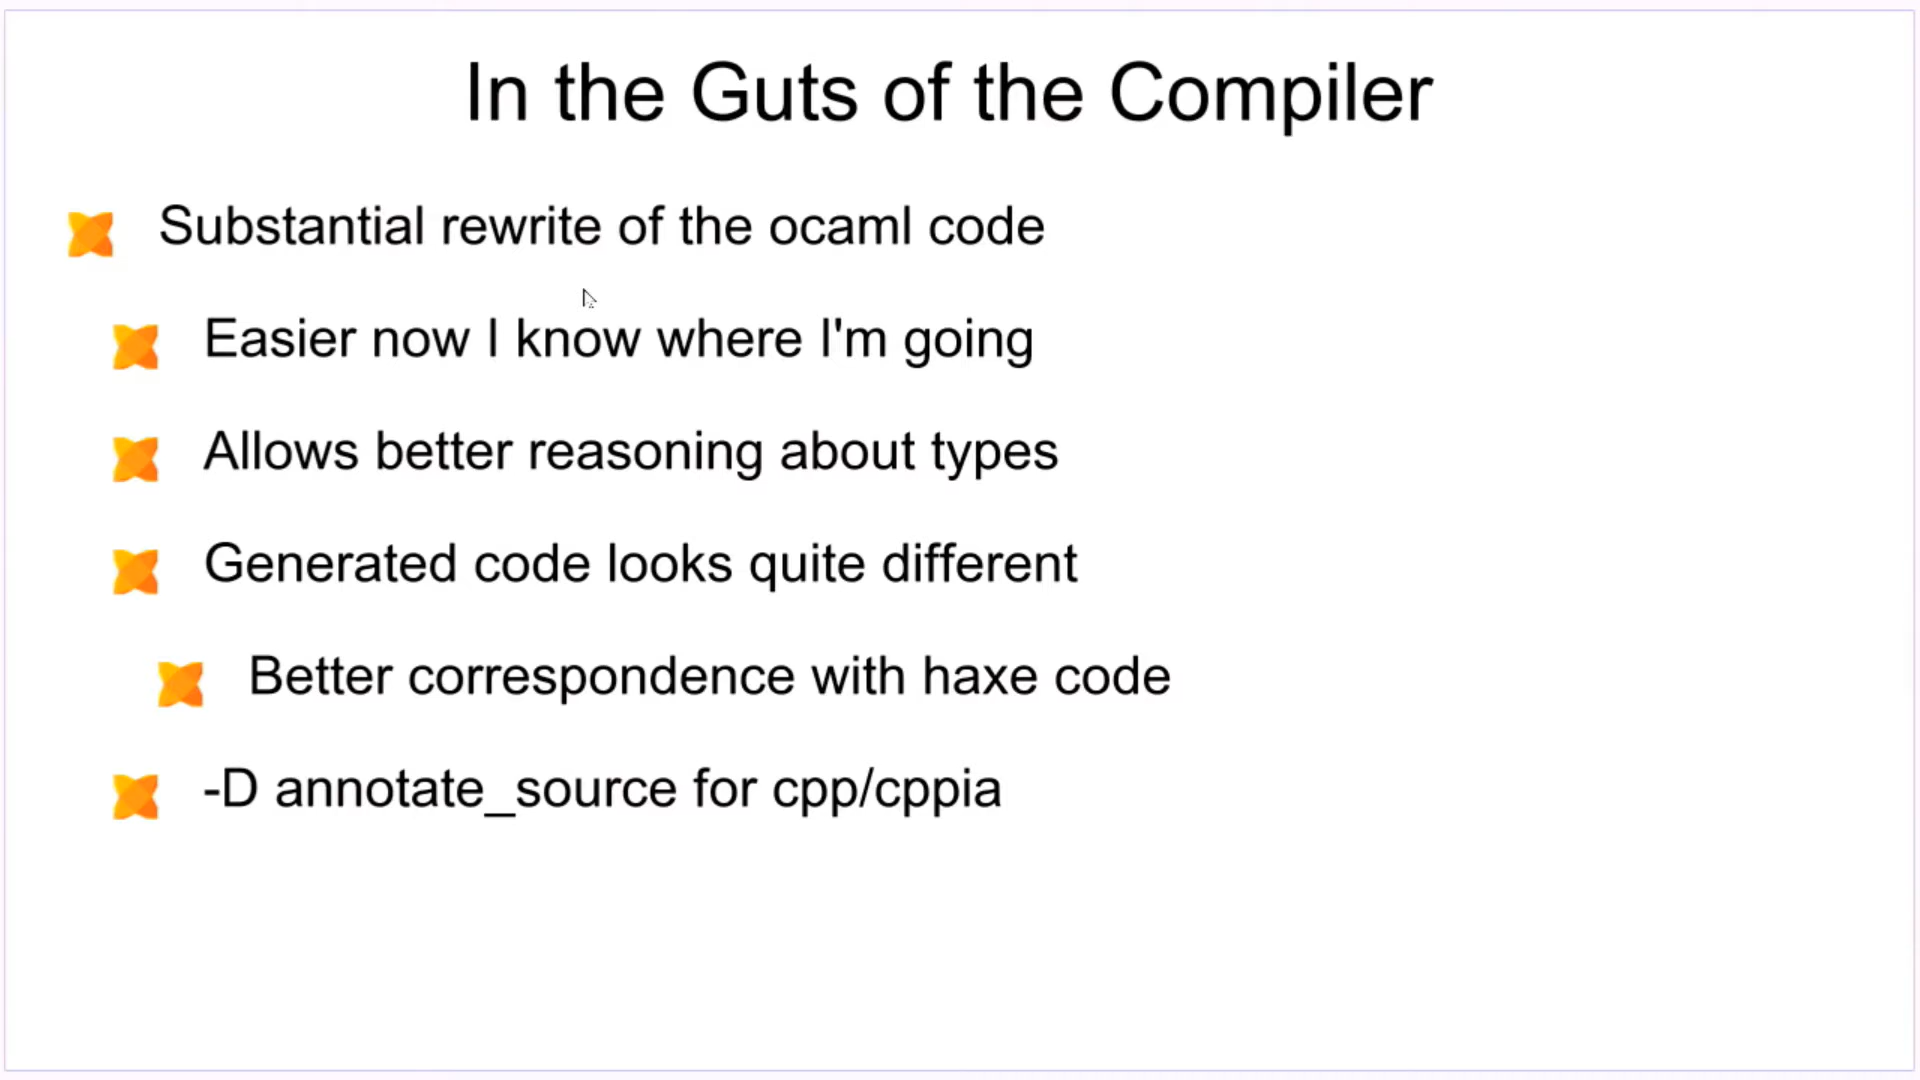 In the Guts of the Compiler
Substantial rewrite of the ocaml code
Easier now I know where I'm going
Allows better reasoning about types
Generated code looks quite different
Better correspondence with haxe code
-D annotate_source for cpp/cppia